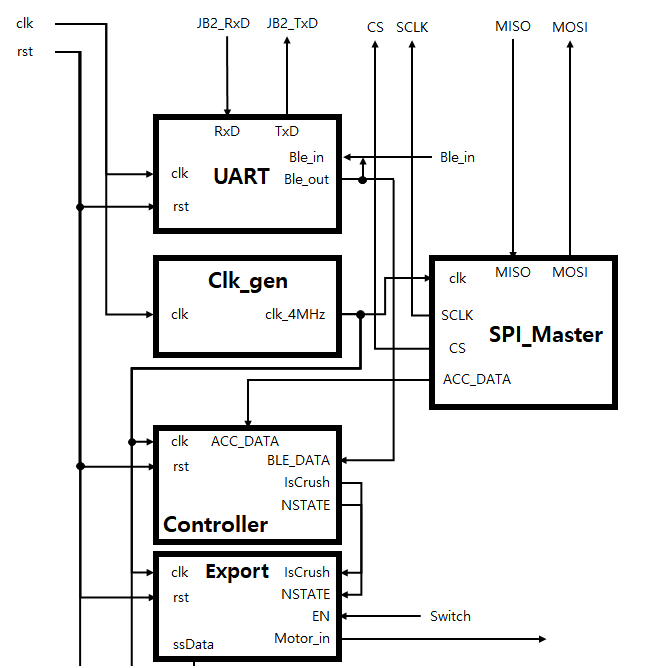 clk
rst
JB2_RxD JB2_TxD
CS SCLK
MISO MOSI
RxD TxD
Ble_in
Ble_in
clk
UART
Ble_out
rst
Clk_gen
clk
clk_4MHz
clk
MISO MOSI
SCLK
SPI_Master
CS
ACC_DATA
clk
ACC_DATA
BLE_DATA
rst
IsCrush
NSTATE
Controller
clk
Export
IsCrush
rst
NSTATE
EN
Switch
Motor_in
ssData